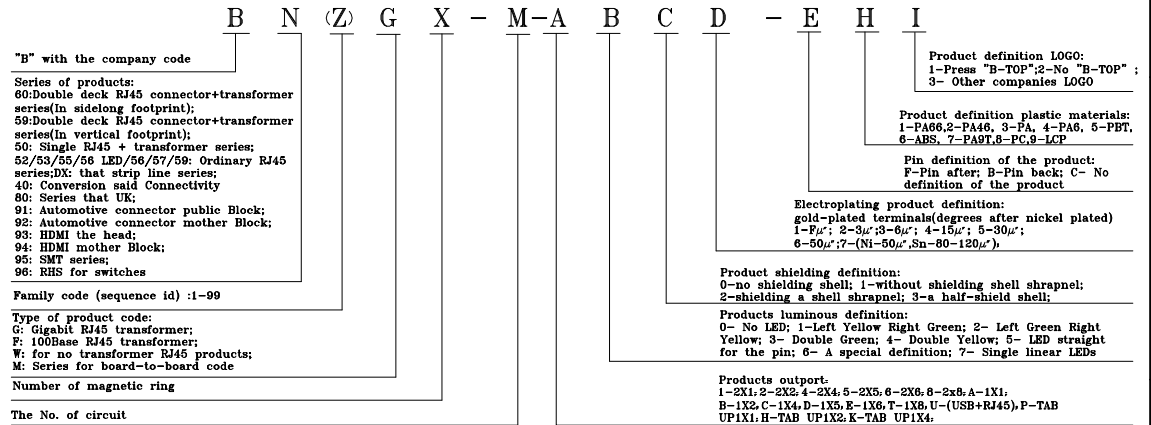 B N (Z) G X - M-A B C D - E H I
"B" with the company code
Series of products:
60:Double deck RJ45 connector+transformer
series(In sidelong footprint);
59:Double deck RJ45 connector+transformer
series(In vertical footprint);
50: Single RJ45 + transformer series;
52/53/55/56 LED/56/57/59: Ordinary RJ45
series;DX: that strip line series;
40: Conversion said Connectivity
80: Series that UK;
91: Automotive connector public Block;
92: Automotive connector mother Block;
93: HDMI the head;
94: HDMI mother Block;
95: SMT series;
96: RHS for switches
Family code (sequence id) :1-99
Type of product code:
G: Gigabit RJ45 transformer;
F: 100Base RJ45 transformer;
W: for no transformer RJ45 products;
M: Series for board-to-board code
Number of magnetic ring
The No. of circuit
Product definition LOGO:
1-Press "B-TOP";2-No "B-TOP" ;
3- Other companies LOGO
Product definition plastic materials:
1-PA66,2-PA46, 3-PA, 4-PA6, 5-PBT,
6-ABS, 7-PA9T,8-PC,9-LCP
Pin definition of the product:
F-Pin after; B-Pin back; C- No
definition of the product
Electroplating product definition:
gold-plated terminals(degrees after nickel plated)
1-Fμ"; 2-3μ";3-6μ"; 4-15μ"; 5-30μ";
6-50μ";7-(Ni-50μ",Sn-80-120μ");
Product shielding definition:
0-no shielding shell; 1-without shielding shell shrapnel;
2-shielding a shell shrapnel; 3-a half-shield shell;
Products luminous definition:
0- No LED; 1-Left Yellow Right Green; 2- Left Green Right
Yellow; 3- Double Green; 4- Double Yellow; 5- LED straight
for the pin; 6- A special definition; 7- Single linear LEDs
Products outport:
1-2X1; 2-2X2; 4-2X4; 5-2X5; 6-2X6; 8-2x8; A-1X1;
B-1X2; C-1X4; D-1X5; E-1X6; T-1X8; U-(USB+RJ45); P-TAB
UP1X1; H-TAB UP1X2; K-TAB UP1X4;